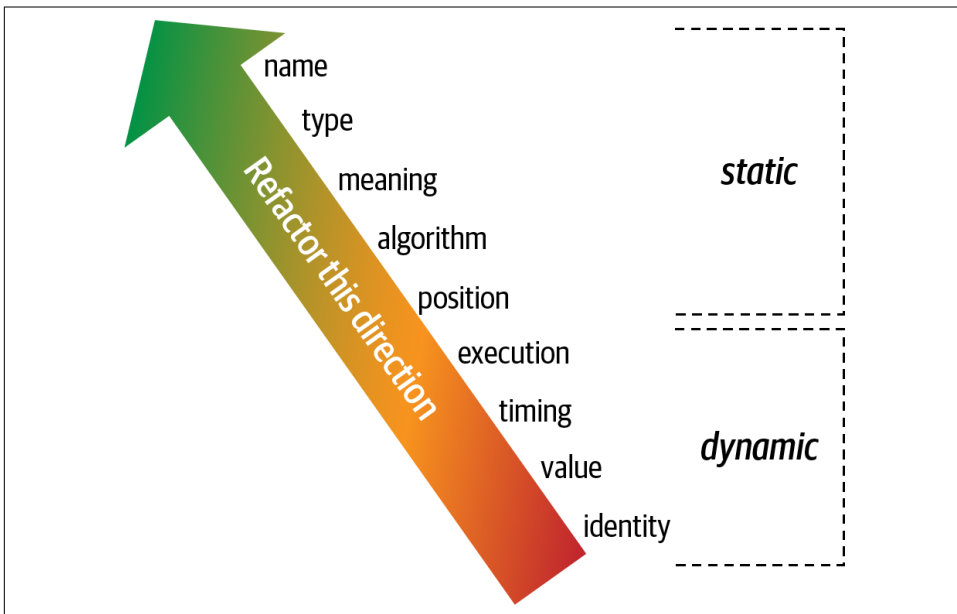 name
type
meaning
algorithm
position
execution
timing
value
identity
Refactor this direction
static
dynamic